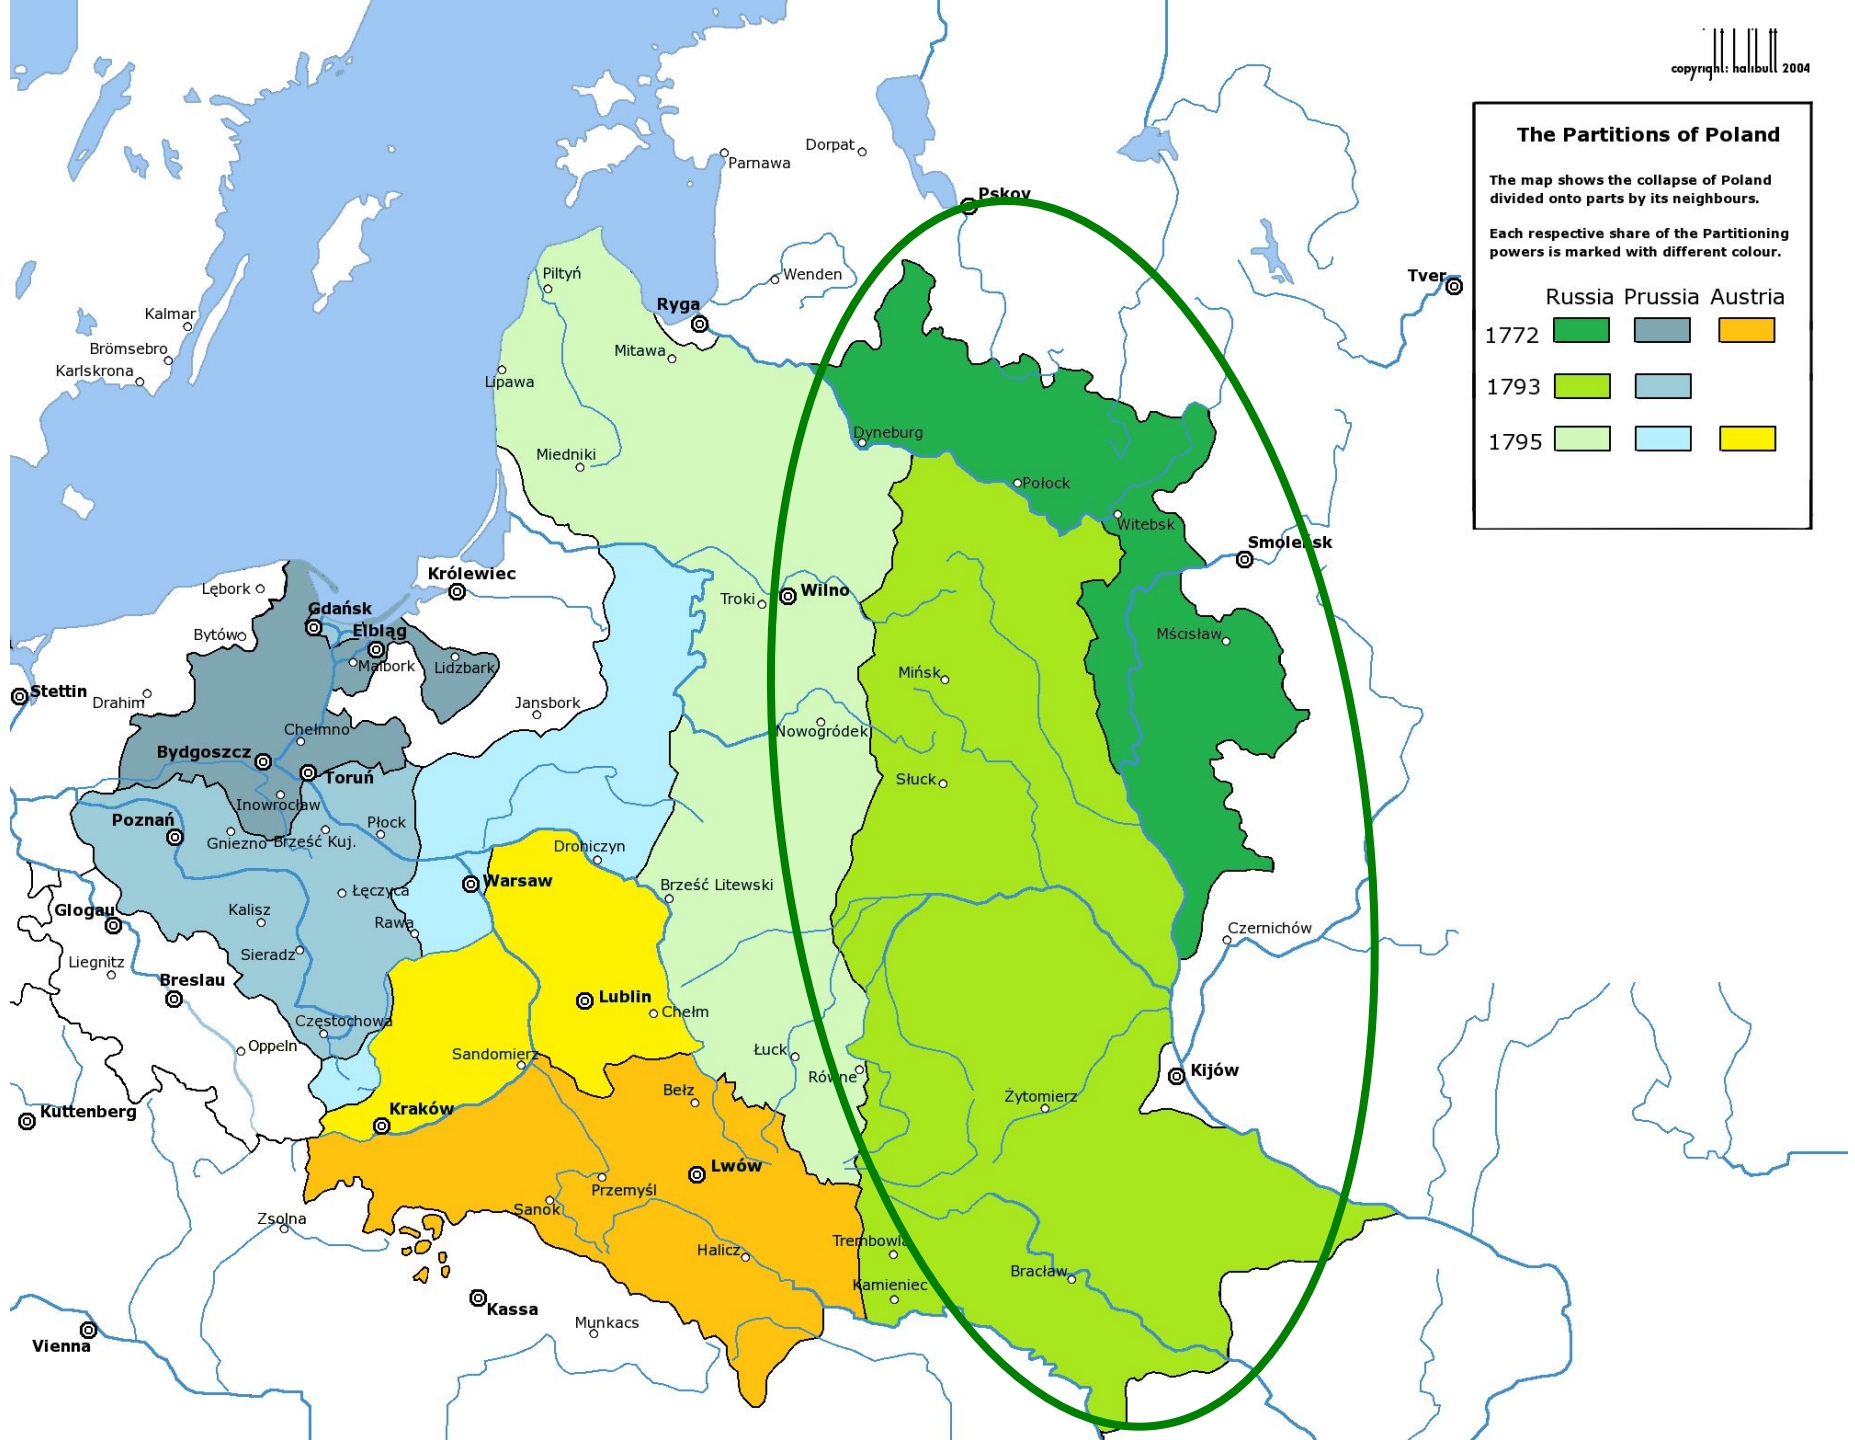 copyright: halibutt 2004
The Partitions of Poland
The map shows the collapse of Poland
divided onto parts by its neighbours.
Each respective share of the Partitioning
powers is marked with different colour.
Russia Prussia Austria
1772
1793
1795
Parnawa
Dorpat
Pskov
Tver
Piltyń
Wenden
Ryga
Kalmar
Brömsebro
Karlskrona
Mitawa
Lipawa
Dyneburg
Miedniki
Połock
Witebsk
Smoleńsk
Królewiec
Lębork
Gdańsk
Elbląg
Bytów
Malbork
Lidzbark
Troki
Wilno
Mścisław
Mińsk
Stettin
Drahim
Jansbork
Chełmno
Nowogródek
Bydgoszcz
Toruń
Słuck
Inowrocław
Poznań
Gniezno
Brześć Kuj.
Płock
Drohiczyn
Warsaw
Brześć Litewski
Łęczyca
Glogau
Kalisz
Rawa
Czernichów
Sieradz
Liegnitz
Breslau
Lublin
Chełm
Częstochowa
Oppeln
Sandomierz
Łuck
Równe
Kijów
Bełz
Żytomierz
Kuttenberg
Kraków
Lwów
Przemyśl
Sanok
Zsolna
Halicz
Trembowla
Bracław
Kamieniec
Kassa
Munkacs
Vienna